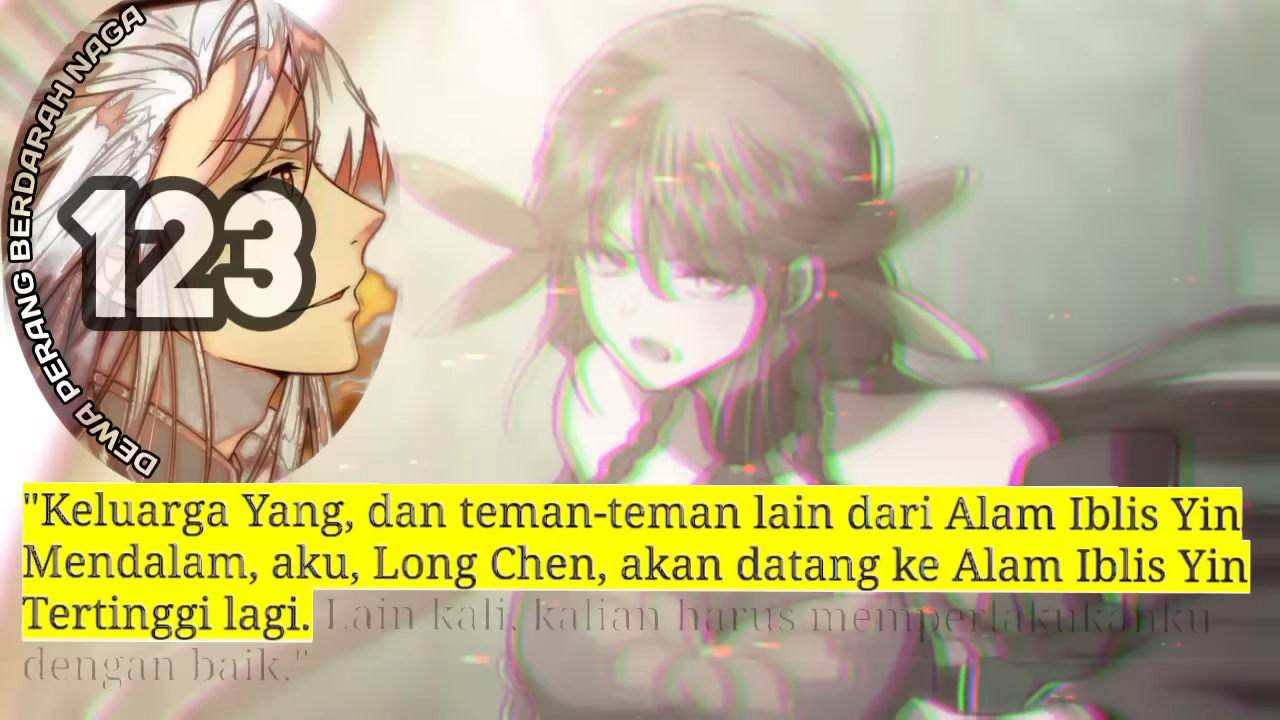 DEWA PERANG BERDARAH NAGA
123
"Keluarga Yang, dan teman-teman lain dari Alam Iblis Yin
Mendalam, aku, Long Chen, akan datang ke Alam Iblis Yin
Tertinggi lagi. Lain kali, kalian harus memperlakukanku
dengan baik."